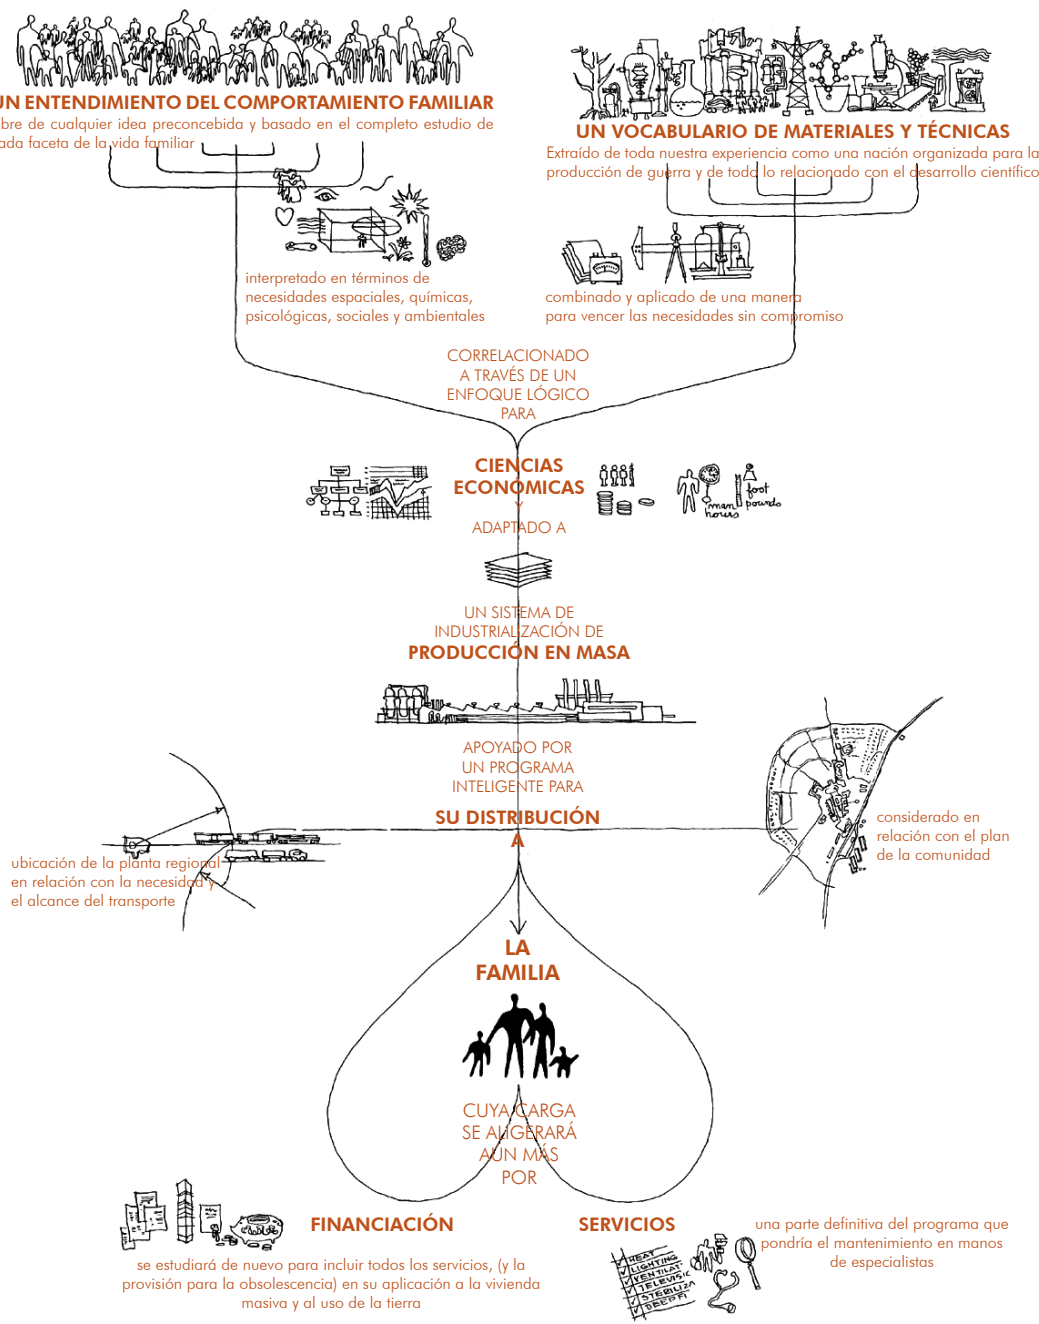 UN ENTENDIMIENTO DEL COMPORTAMIENTO FAMILIAR
bre de cualquier idea preconcebida y basado en el completo estudio de
ada faceta de la vida familiar
UN VOCABULARIO DE MATERIALES Y TÉCNICAS
Extraído de toda nuestra experiencia como una nación organizada para la
producción de guerra y de todo lo relacionado con el desarrollo científico
interpretado en términos de
necesidades espaciales, químicas,
psicológicas, sociales y ambientales
combinado y aplicado de una manera
para vencer las necesidades sin compromiso
CORRELACIONADO
A TRAVÉS DE UN
ENFOQUE LÓGICO
PARA
CIENCIAS
ECONÓMICAS
Y
ADAPTADO A
man
hours
foot
pounds
UN SISTEMA DE
INDUSTRIALIZACIÓN DE
PRODUCCIÓN EN MASA
APOYADO POR
UN PROGRAMA
INTELIGENTE PARA
SU DISTRIBUCIÓN
A
ubicación de la planta regional
en relación con la necesidad y
el alcance del transporte
considerado en
relación con el plan
de la comunidad
LA
FAMILIA
CUYA CARGA
SE ALIGERARÁ
AÚN MÁS
POR
FINANCIACIÓN
se estudiará de nuevo para incluir todos los servicios, (y la
provisión para la obsolescencia) en su aplicación a la vivienda
masiva y al uso de la tierra
SERVICIOS
una parte definitiva del programa que
pondría el mantenimiento en manos
de especialistas
HEAT
LIGHTING
VENTILAT
TELEVISIC
STERILIZA